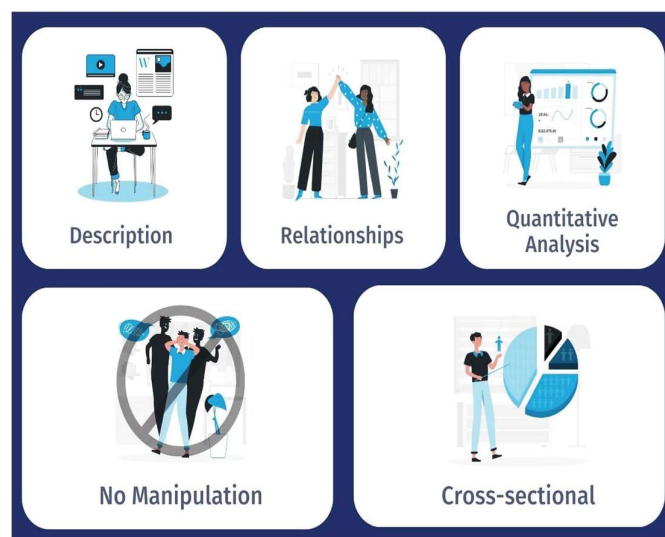 W
Description
Relationships
Quantitative
Analysis
No Manipulation
Cross-sectional